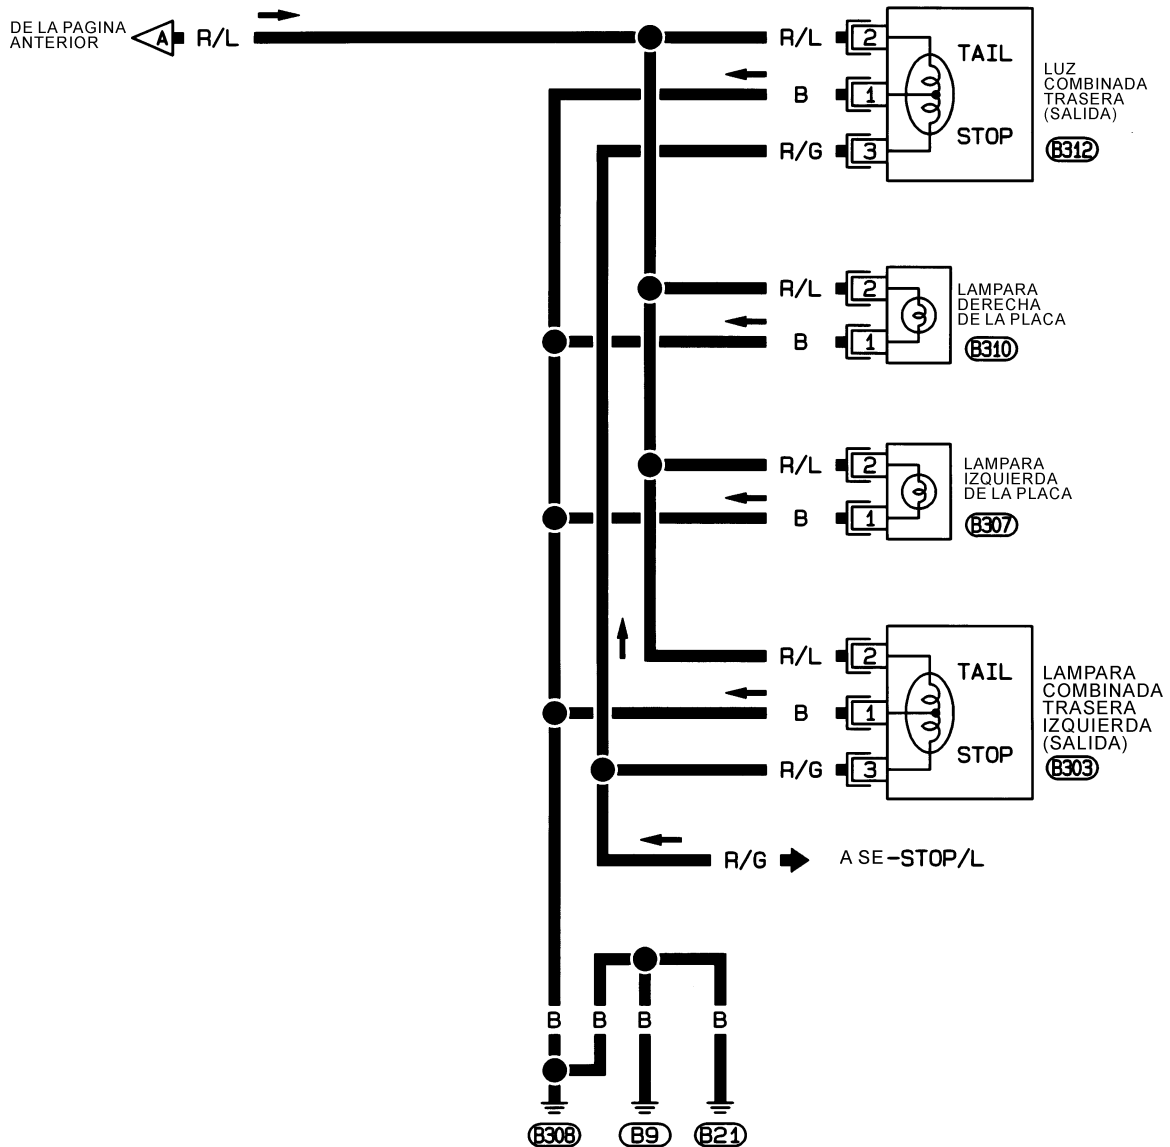 DE LA PAGINA
ANTERIOR
A
R/L
R/L
2
TAIL
B
1
R/G
3
STOP
LUZ
COMBINADA
TRASERA
(SALIDA)
B312
R/L
2
B
1
LAMPARA
DERECHA
DE LA PLACA
B310
R/L
2
B
1
LAMPARA
IZQUIERDA
DE LA PLACA
B307
R/L
2
TAIL
B
1
R/G
3
STOP
LAMPARA
COMBINADA
TRASERA
IZQUIERDA
(SALIDA)
B303
R/G
A SE-STOP/L
B
B
B
B
B308
B9
B21